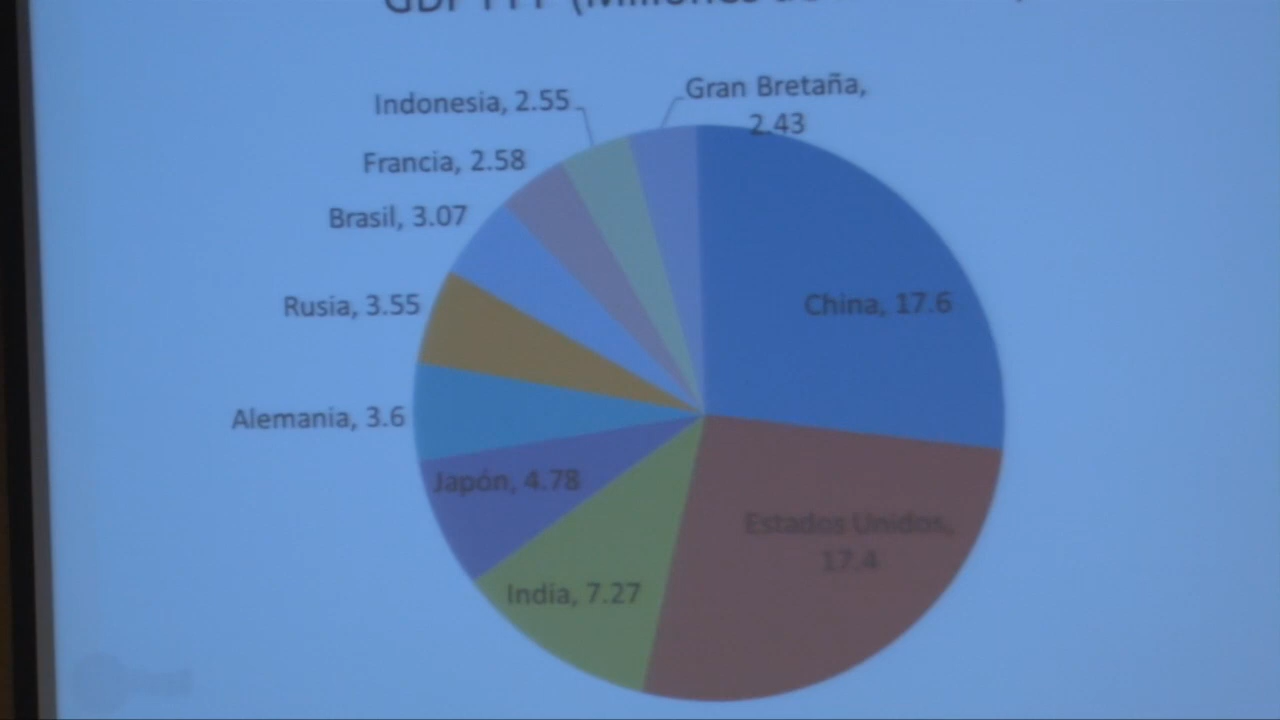 Indonesia, 2.55
Gran Bretaña,
2.43
Francia, 2.58
Brasil, 3.07
China, 17.6
Rusia, 3.55
Alemania, 3.6
Japón, 4.78
Estados Unidos,
17.4
India, 7.27